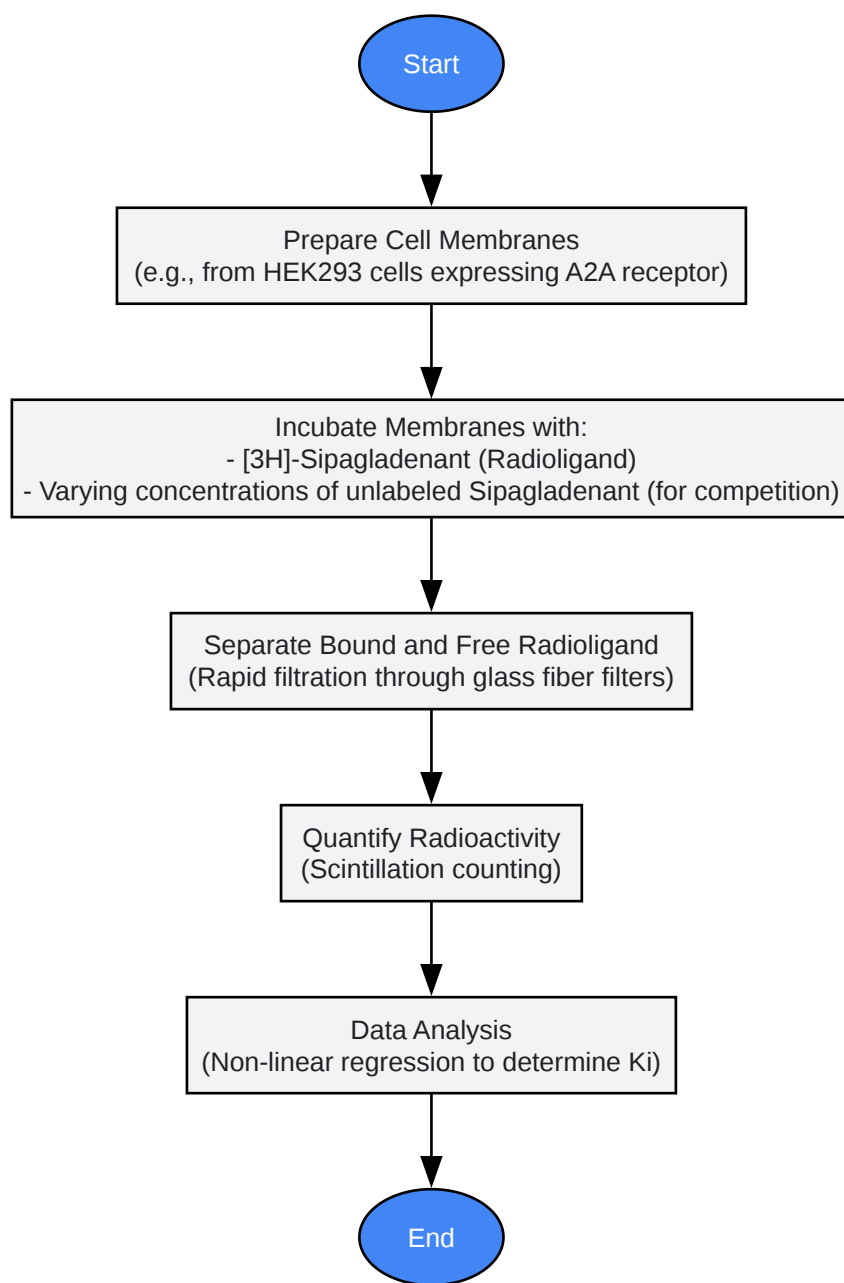 Start
Prepare Cell Membranes
(e.g., from HEK293 cells expressing A2A receptor)
Incubate Membranes with:
- [3H]-Sipagladenant (Radioligand)
- Varying concentrations of unlabeled Sipagladenant (for competition)
Separate Bound and Free Radioligand
(Rapid filtration through glass fiber filters)
Quantify Radioactivity
(Scintillation counting)
Data Analysis
(Non-linear regression to determine Ki)
End